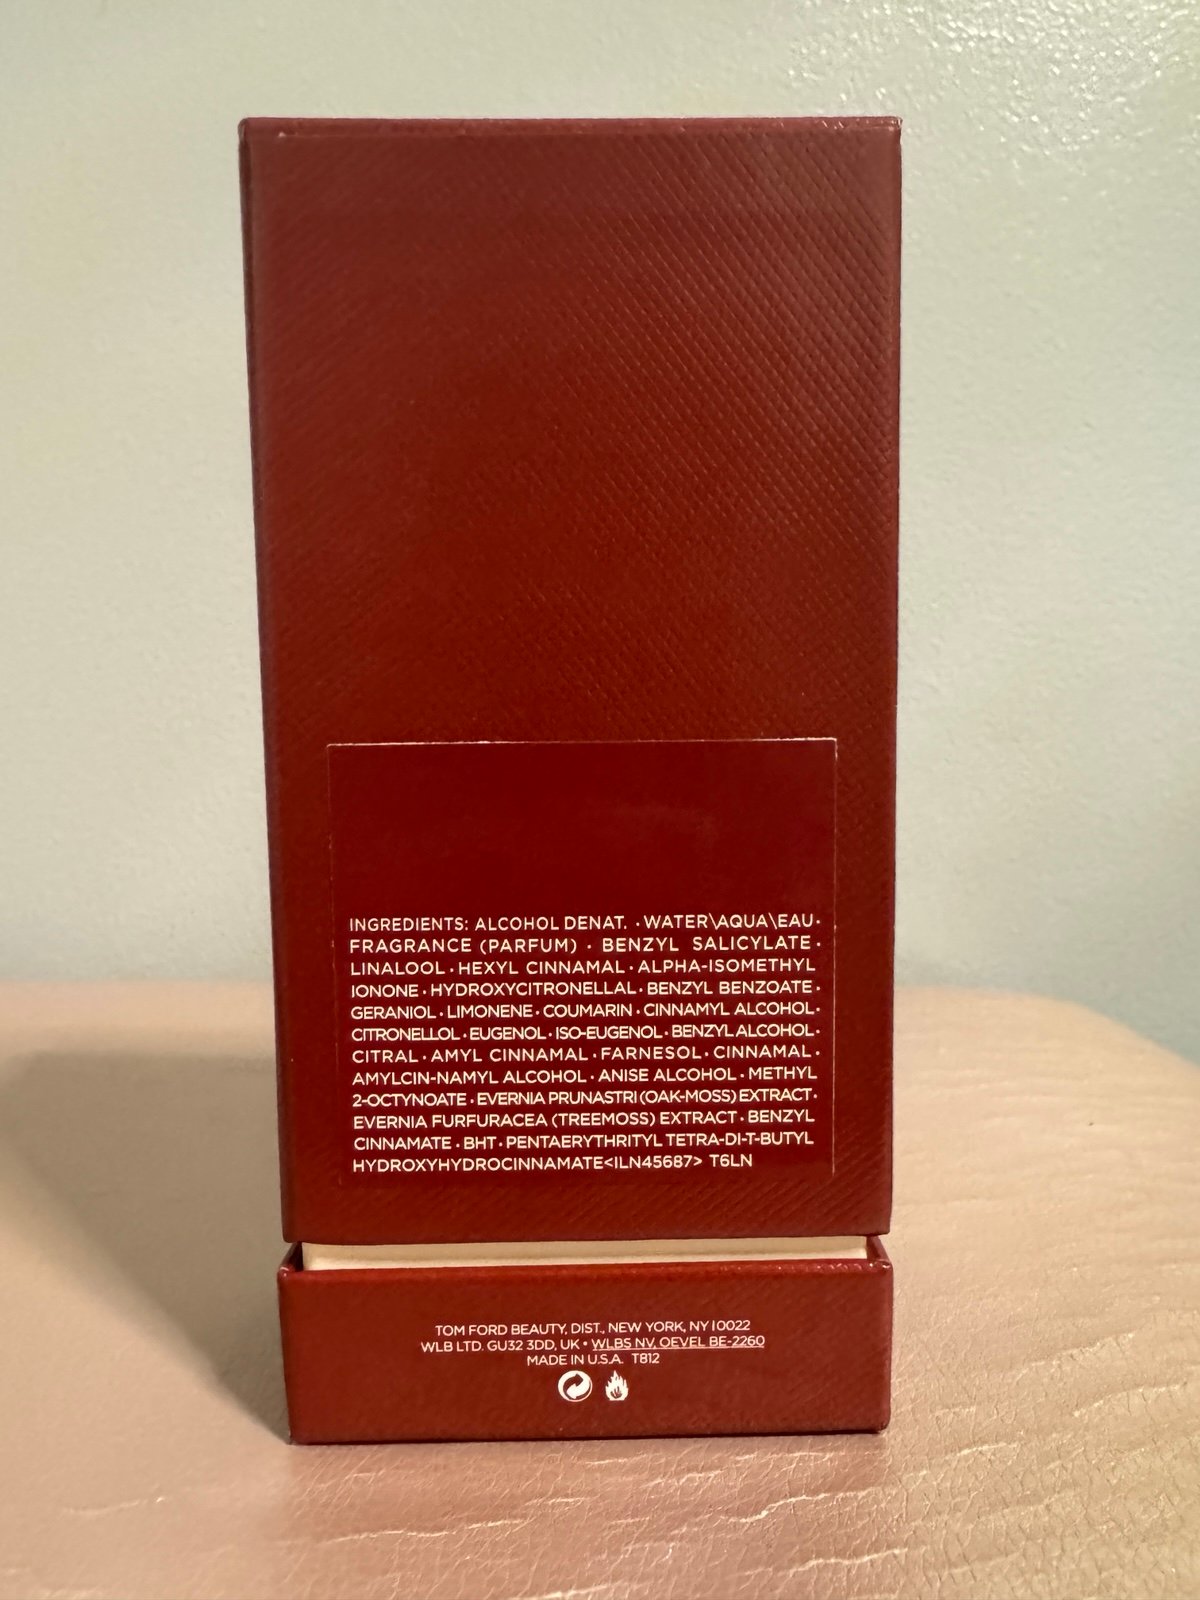 INGREDIENTS: ALCOHOL DENAT. · WATER\AQUA\EAU ·
FRAGRANCE (PARFUM) · BENZYL SALICYLATE ·
LINALOOL · HEXYL CINNAMAL · ALPHA-ISOMETHYL
IONONE · HYDROXYCITRONELLAL · BENZYL BENZOATE ·
GERANIOL · LIMONENE · COUMARIN · CINNAMYL ALCOHOL ·
CITRONELLOL · EUGENOL · ISO-EUGENOL · BENZYL ALCOHOL ·
CITRAL · AMYL CINNAMAL · FARNESOL · CINNAMAL ·
AMYLCIN-NAMYL ALCOHOL · ANISE ALCOHOL · METHYL
2-OCTYNOATE · EVERNIA PRUNASTRI (OAK-MOSS) EXTRACT ·
EVERNIA FURFURACEA (TREEMOSS) EXTRACT · BENZYL
CINNAMATE · BHT · PENTAERYTHRITYL TETRA-DI-T-BUTYL
HYDROXYHYDROCINNAMATE<ILN45687> T6LN
TOM FORD BEAUTY, DIST., NEW YORK, NY 10022
WLB LTD. GU32 3DD, UK • WLBS NV, OEVEL BE-2260
MADE IN U.S.A. T812